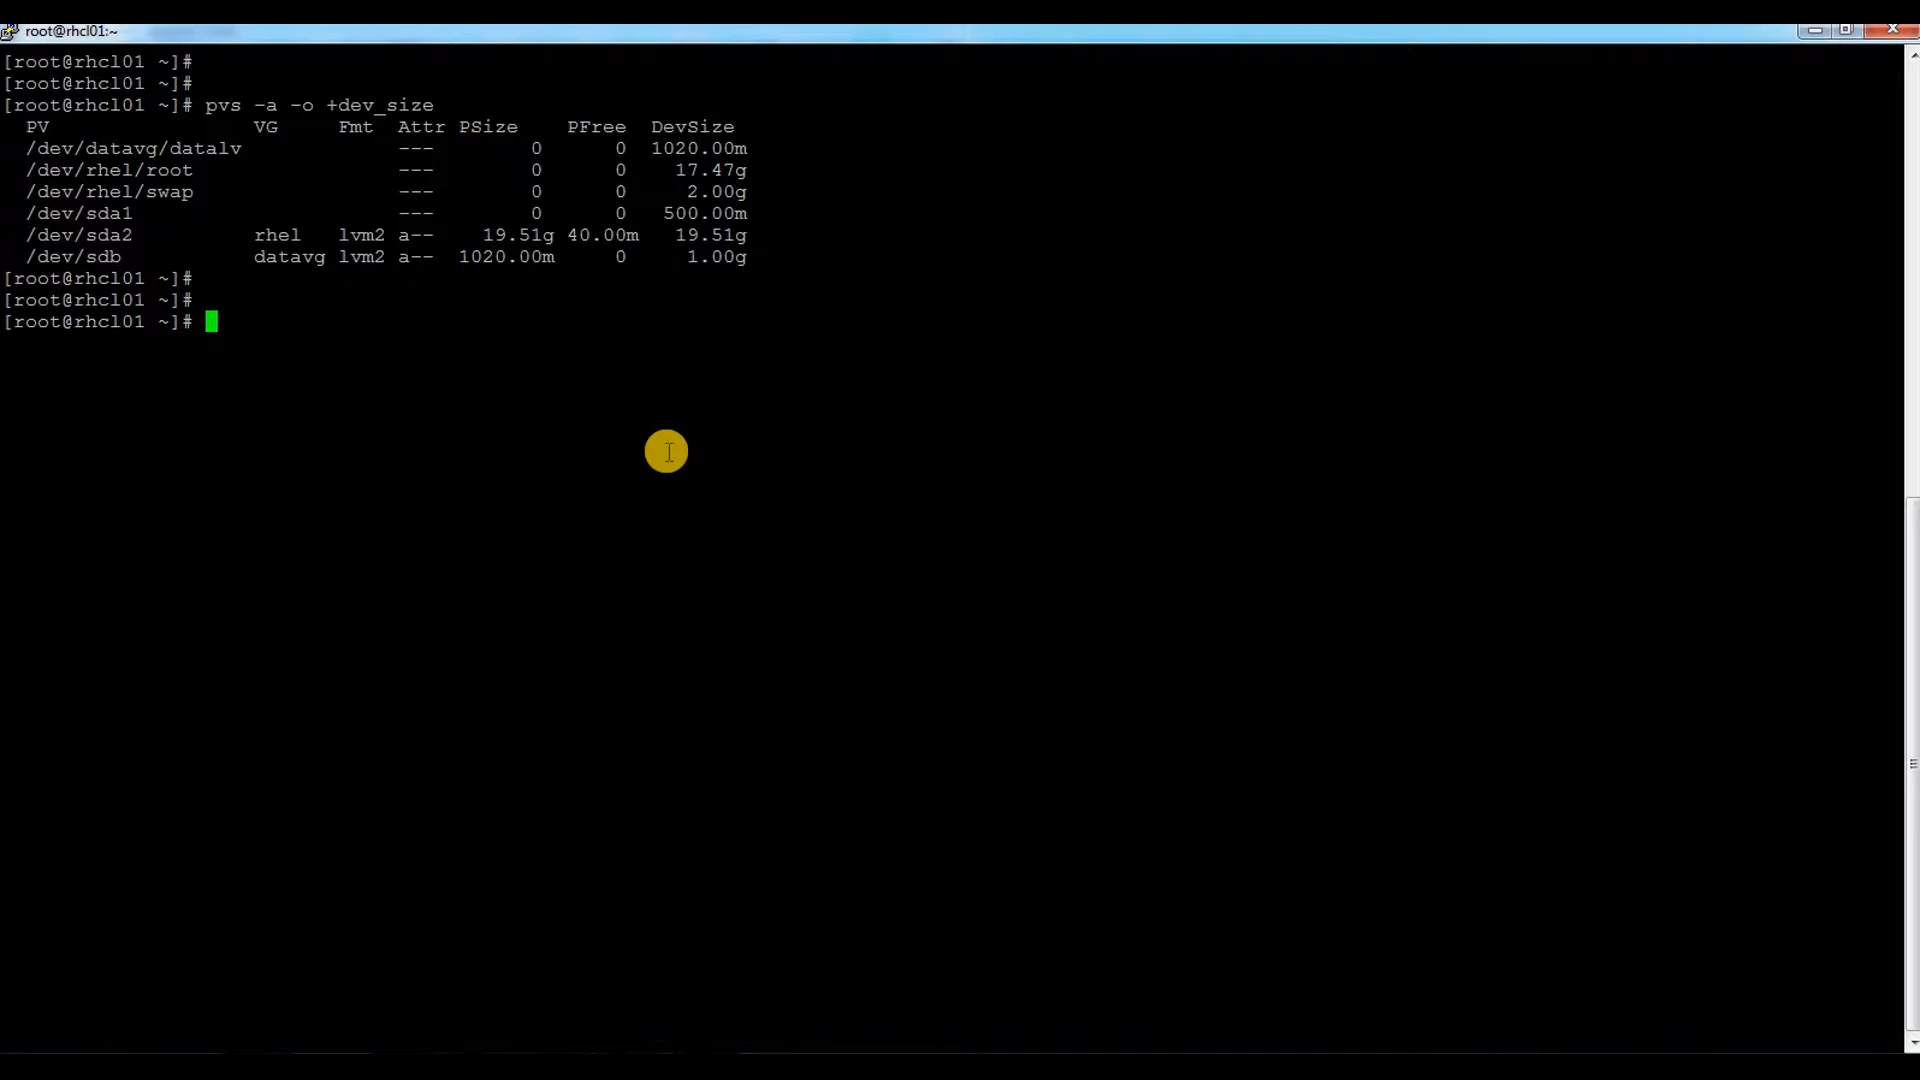 root@rhcl01:~
[root@rhcl01 ~]#
[root@rhcl01 ~]#
[root@rhcl01 ~]# pvs -a -o +dev_size
  PV                 VG     Fmt  Attr PSize    PFree  DevSize
  /dev/datavg/datalv             ---        0      0  1020.00m
  /dev/rhel/root                 ---        0      0    17.47g
  /dev/rhel/swap                 ---        0      0     2.00g
  /dev/sda1                      ---        0      0   500.00m
  /dev/sda2          rhel   lvm2 a--    19.51g 40.00m   19.51g
  /dev/sdb           datavg lvm2 a--  1020.00m     0     1.00g
[root@rhcl01 ~]#
[root@rhcl01 ~]#
[root@rhcl01 ~]#